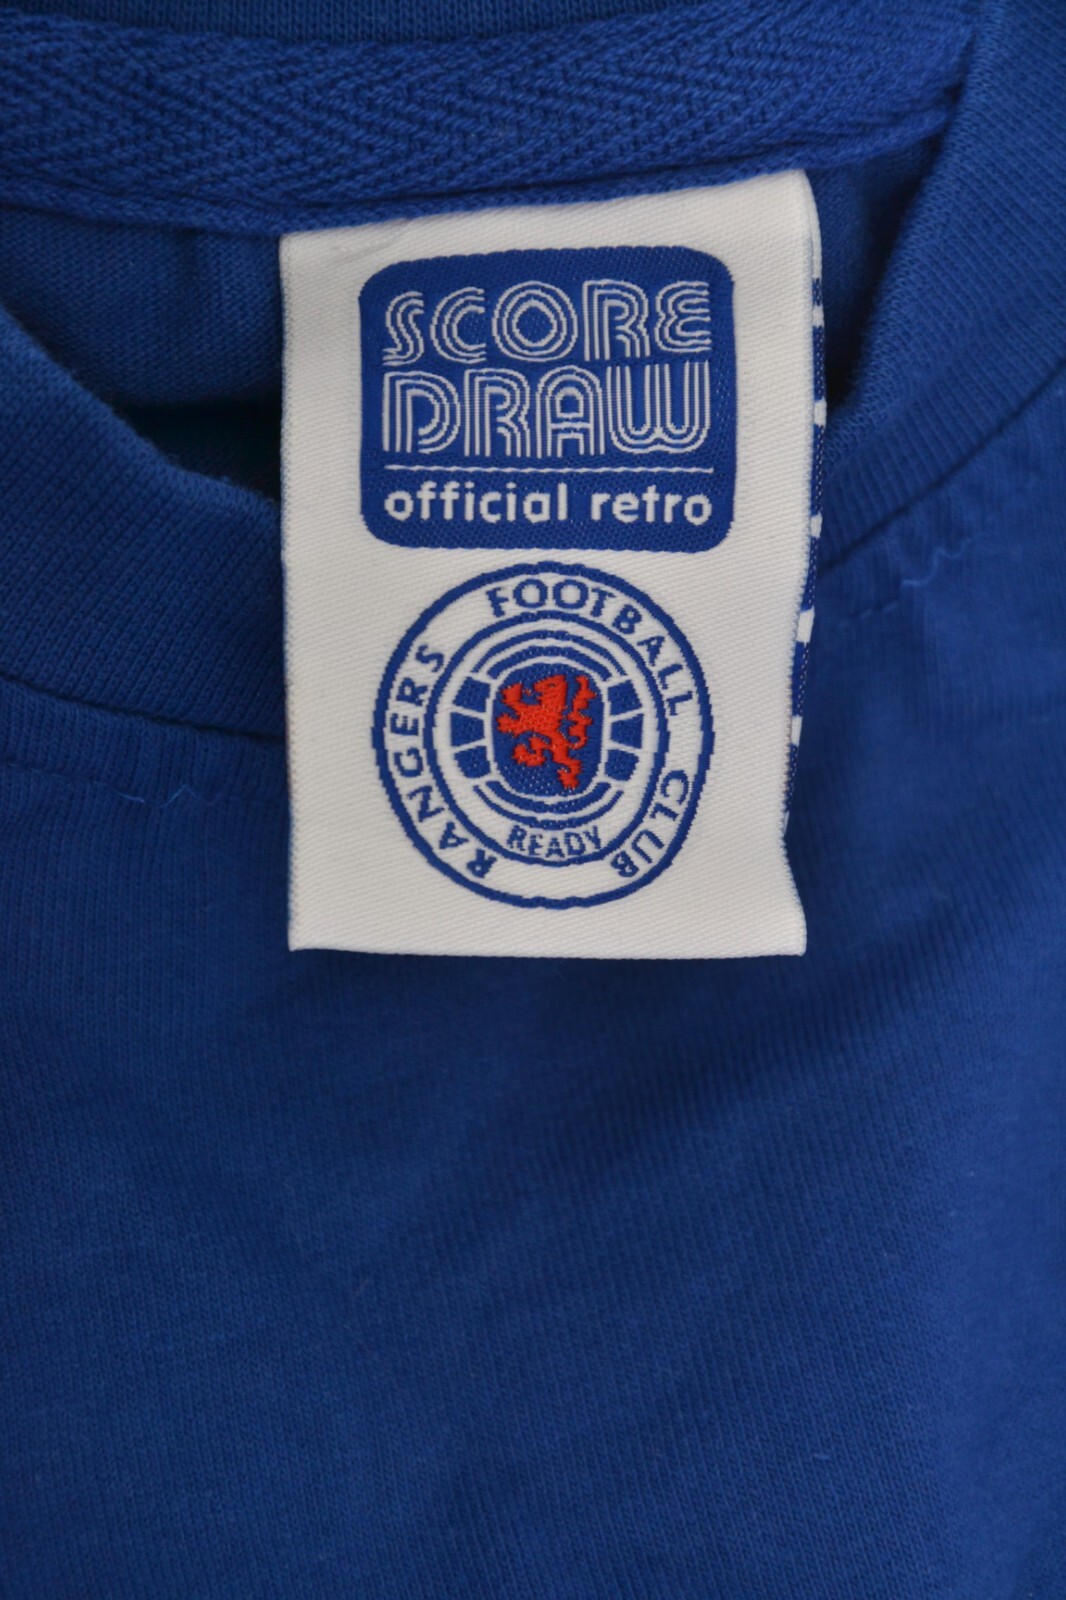 SCORE
DRAW
official retro
RANGERS FOOTBALL CLUB
READY